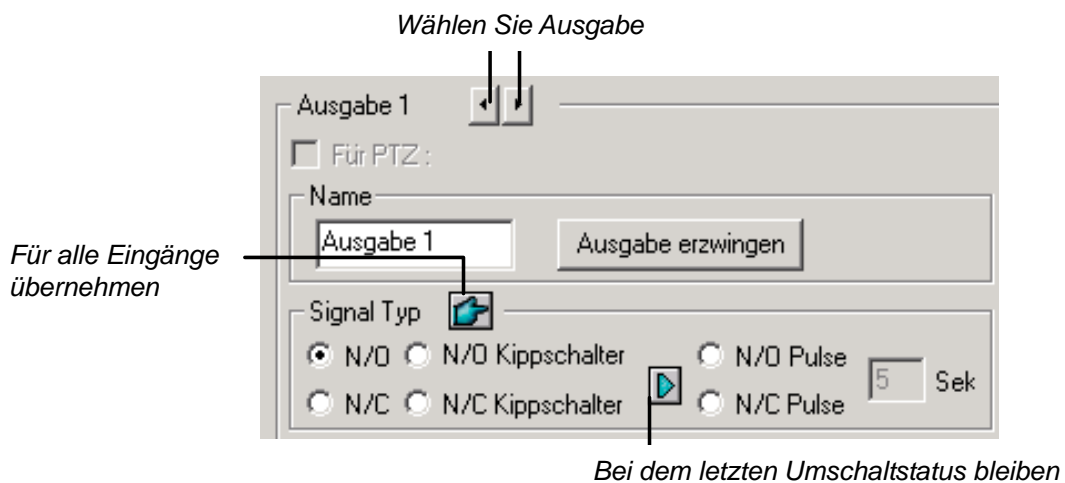 Wählen Sie Ausgabe
Ausgabe 1
Für PTZ :
Name
Ausgabe 1 Ausgabe erzwingen
Für alle Eingänge
übernehmen
Signal Typ
N/O N/O Kippschalter N/O Pulse
5 Sek
N/C N/C Kippschalter N/C Pulse
Bei dem letzten Umschaltstatus bleiben